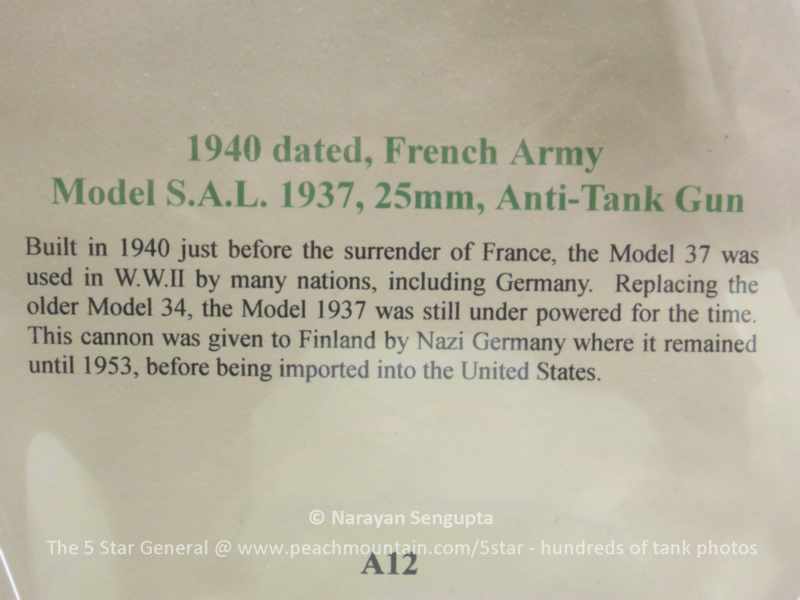 1940 dated, French Army
Model S.A.L. 1937, 25mm, Anti-Tank Gun
Built in 1940 just before the surrender of France, the Model 37 was
used in W.W.II by many nations, including Germany. Replacing the
older Model 34, the Model 1937 was still under powered for the time.
This cannon was given to Finland by Nazi Germany where it remained
until 1953, before being imported into the United States.
© Narayan Sengupta
The 5 Star General @ www.peachmountain.com/5star - hundreds of tank photos
A12